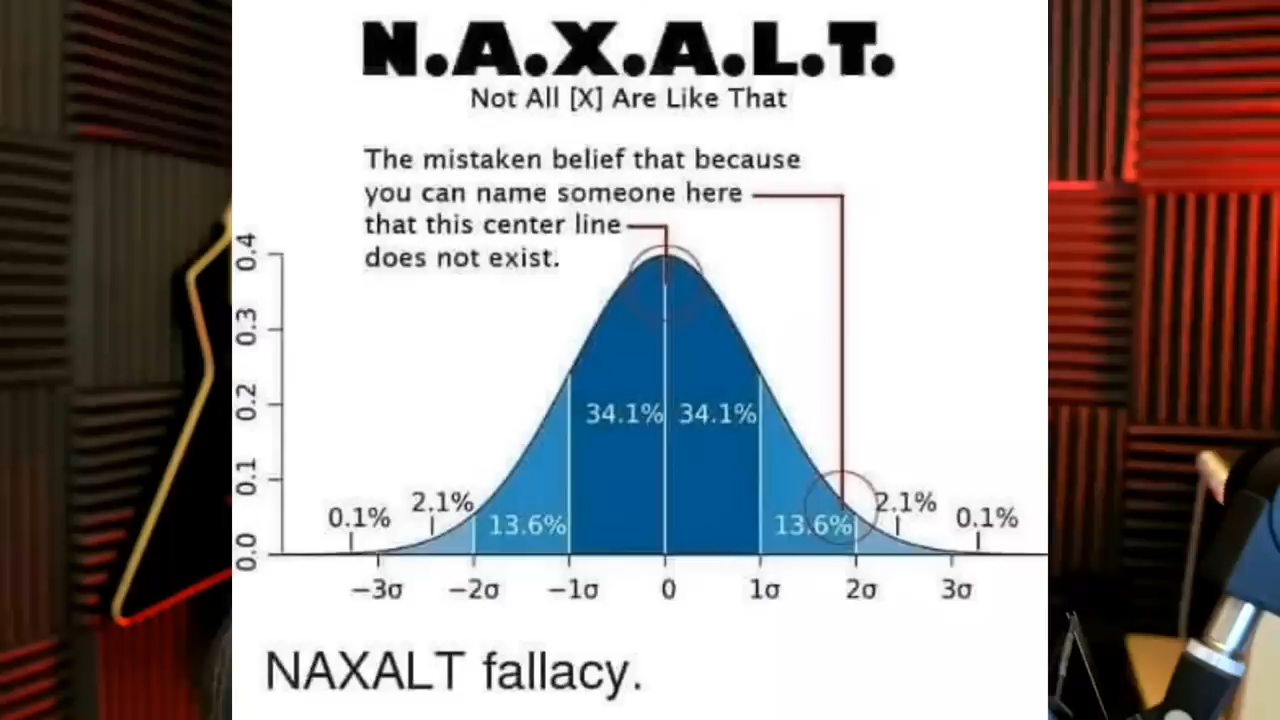 N.A.X.A.L.T.
Not All [X] Are Like That
The mistaken belief that because
you can name someone here
that this center line
does not exist.
0.4
0.3
0.2
0.1
0.0
34.1% 34.1%
0.1% 2.1% 13.6% 13.6% 2.1% 0.1%
−3σ −2σ −1σ 0 1σ 2σ 3σ
NAXALT fallacy.